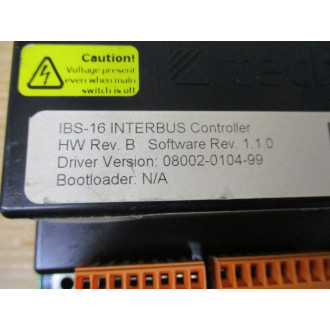 Caution!
Voltage present
even when main
switch is off
IBS-16 INTERBUS Controller
HW Rev. B Software Rev. 1.1.0
Driver Version: 08002-0104-99
Bootloader: N/A